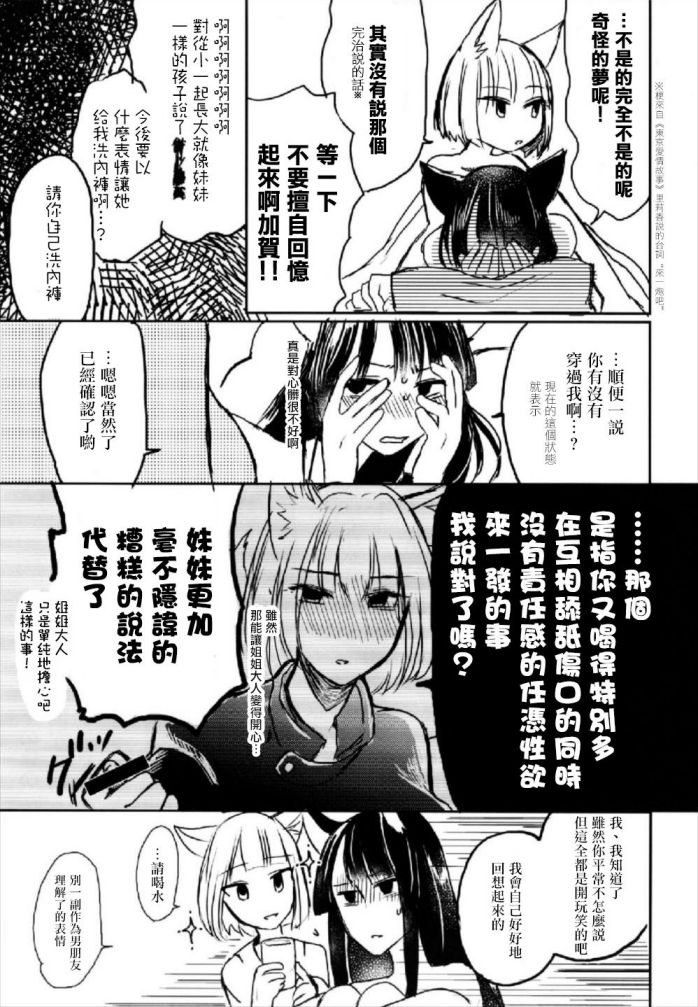 …不是的完全不是的呢
奇怪的夢呢！
其實沒有說那個
完治説的話※
等一下
不要擅自回憶
起來啊加賀!!
※梗來自《東京愛情故事》里莉香說的台詞：“來一炮吧。”
啊啊啊啊啊啊啊
對從小一起長大就像妹妹
一樣的孩子說了
今後要以
什麼表情讓她
給我洗內褲啊…？
請你自己洗內褲
…順便一説
你有沒有
穿過我啊…？
現在的這個狀態
就表示
真是對心臟很不好啊
…嗯嗯當然了
已經確認了喲
……那個
是指你又喝得特別多
在互相舔舐傷口的同時
沒有責任感的任憑性欲
來一發的事
我說對了嗎？
雖然
那能讓姐姐大人變得開心…
妹妹更加
毫不隱諱的
糟糕的說法
代替了
姐姐大人
只是單純地擔心吧
這樣的事！
我、我知道了
雖然你平常不怎麼說
但這全都是開玩笑的吧
我會自己好好地
回想起來的
…請喝水
別一副作為男朋友
理解了的表情